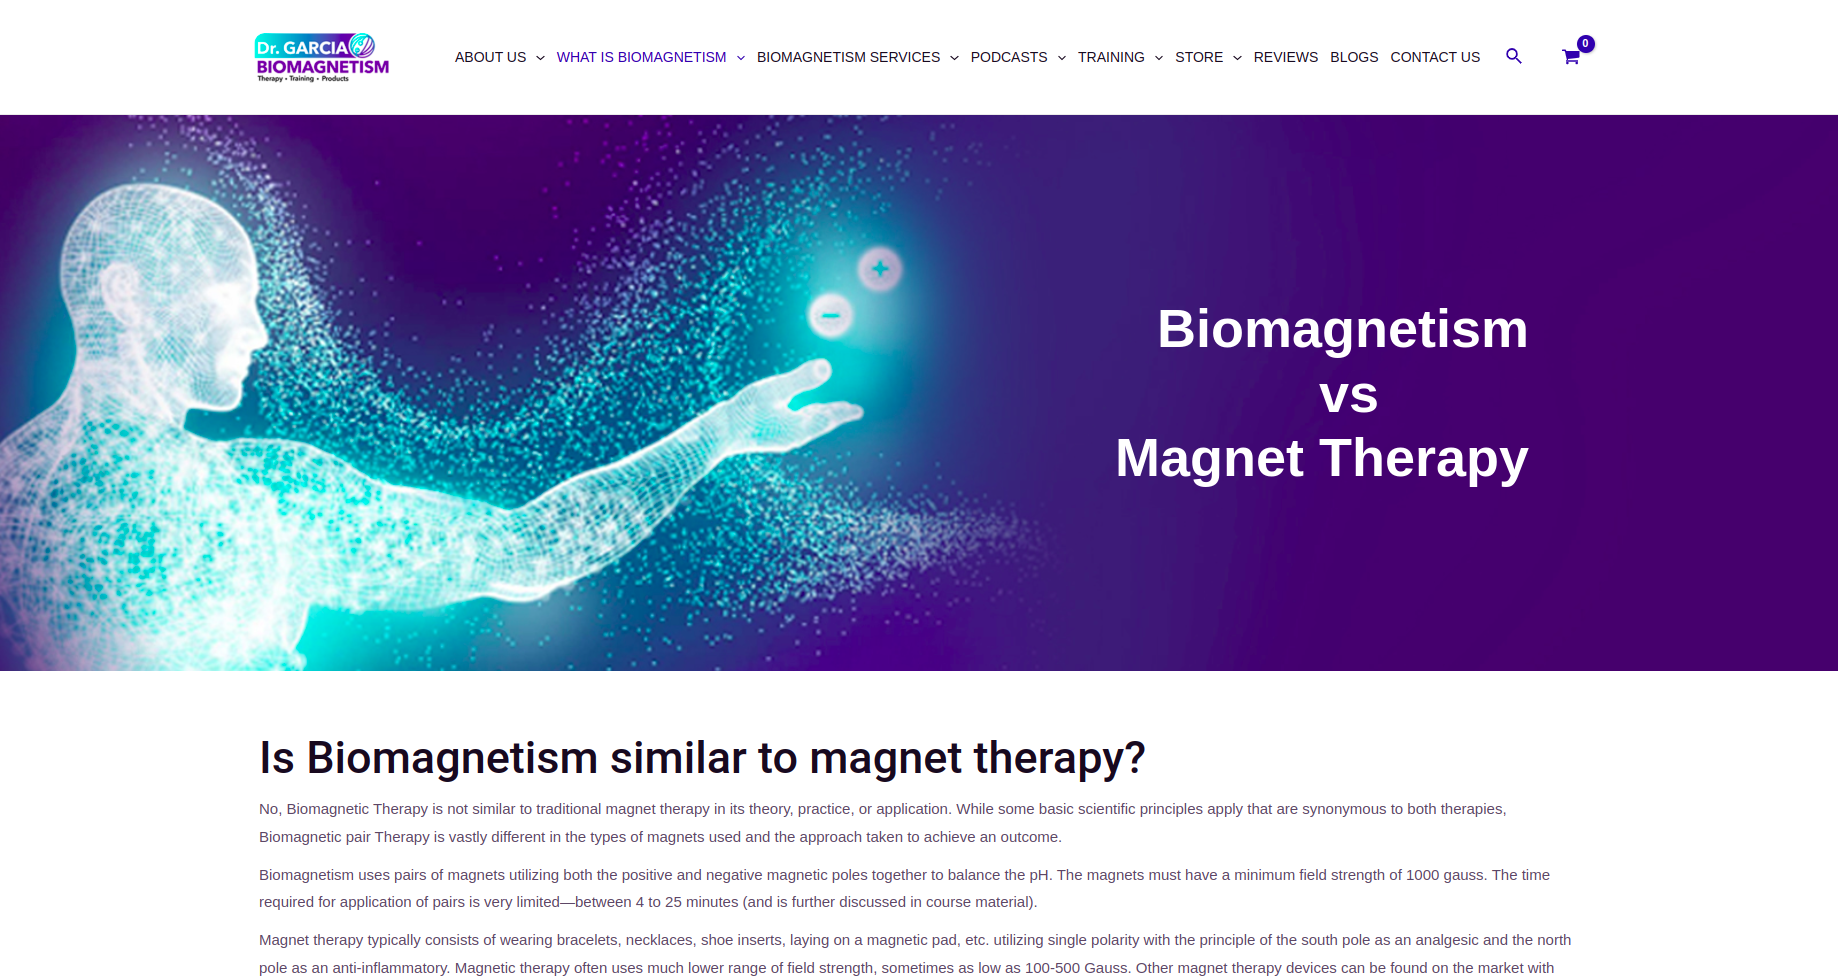 Dr. GARCIA
BIOMAGNETISM
Therapy • Training • Products
ABOUT US WHAT IS BIOMAGNETISM BIOMAGNETISM SERVICES PODCASTS TRAINING STORE REVIEWS BLOGS CONTACT US 0
+
−
Biomagnetism
vs
Magnet Therapy
Is Biomagnetism similar to magnet therapy?
No, Biomagnetic Therapy is not similar to traditional magnet therapy in its theory, practice, or application. While some basic scientific principles apply that are synonymous to both therapies,
Biomagnetic pair Therapy is vastly different in the types of magnets used and the approach taken to achieve an outcome.
Biomagnetism uses pairs of magnets utilizing both the positive and negative magnetic poles together to balance the pH. The magnets must have a minimum field strength of 1000 gauss. The time
required for application of pairs is very limited—between 4 to 25 minutes (and is further discussed in course material).
Magnet therapy typically consists of wearing bracelets, necklaces, shoe inserts, laying on a magnetic pad, etc. utilizing single polarity with the principle of the south pole as an analgesic and the north
pole as an anti-inflammatory. Magnetic therapy often uses much lower range of field strength, sometimes as low as 100-500 Gauss. Other magnet therapy devices can be found on the market with